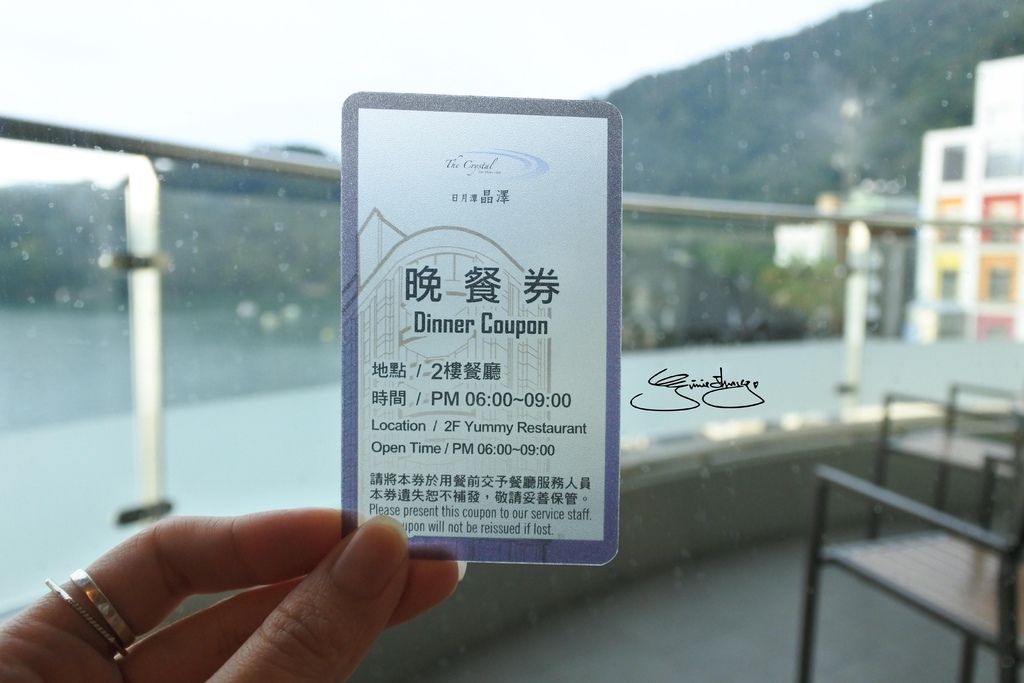 The Crystal
日月潭 晶澤
晚餐券
Dinner Coupon
地點 / 2樓餐廳
時間 / PM 06:00~09:00
Location / 2F Yummy Restaurant
Open Time / PM 06:00~09:00
請將本券於用餐前交予餐廳服務人員
本券遺失恕不補發，敬請妥善保管。
Please present this coupon to our service staff.
upon will not be reissued if lost.